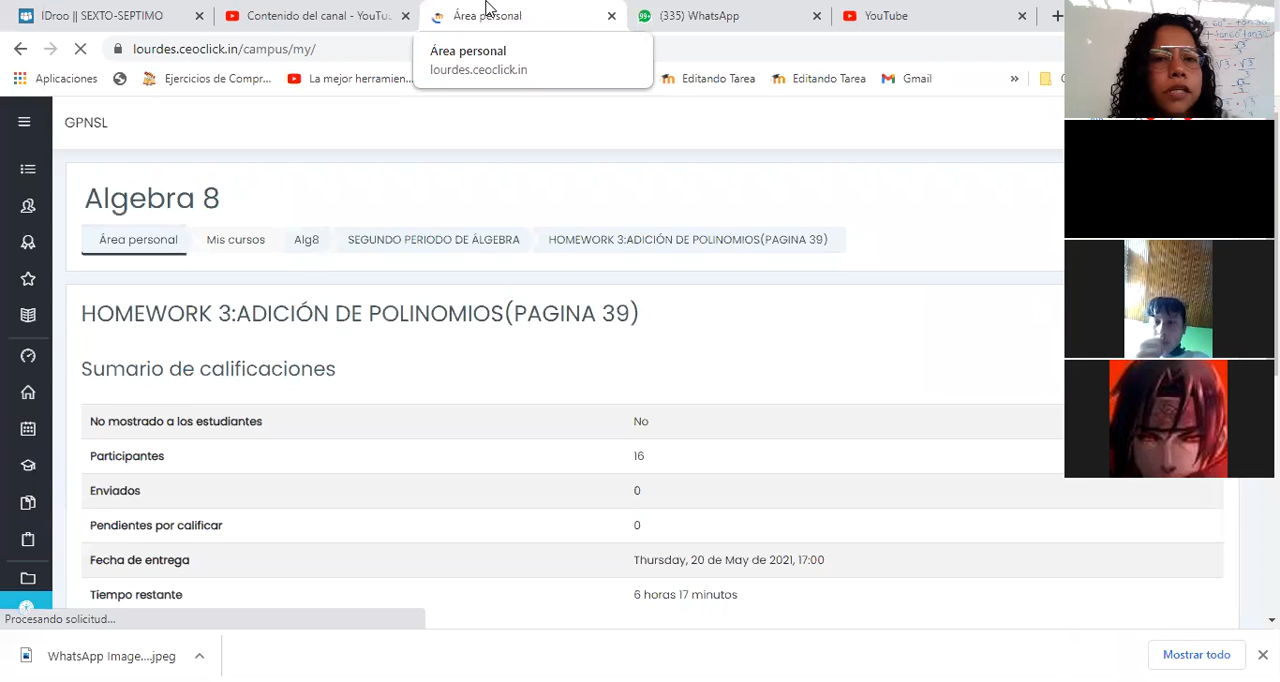 IDroo || SEXTO-SEPTIMO
Contenido del canal - YouTu
Área personal
(335) WhatsApp
YouTube
lourdes.ceoclick.in/campus/my/
Área personal
lourdes.ceoclick.in
Aplicaciones
Ejercicios de Compr...
La mejor herramien...
Editando Tarea
Editando Tarea
Gmail
»
GPNSL
Algebra 8
Área personal
Mis cursos
Alg8
SEGUNDO PERIODO DE ÁLGEBRA
HOMEWORK 3:ADICIÓN DE POLINOMIOS(PAGINA 39)
HOMEWORK 3:ADICIÓN DE POLINOMIOS(PAGINA 39)
Sumario de calificaciones
No mostrado a los estudiantes No
Participantes 16
Enviados 0
Pendientes por calificar 0
Fecha de entrega Thursday, 20 de May de 2021, 17:00
Tiempo restante 6 horas 17 minutos
Procesando solicitud...
WhatsApp Image....jpeg
Mostrar todo